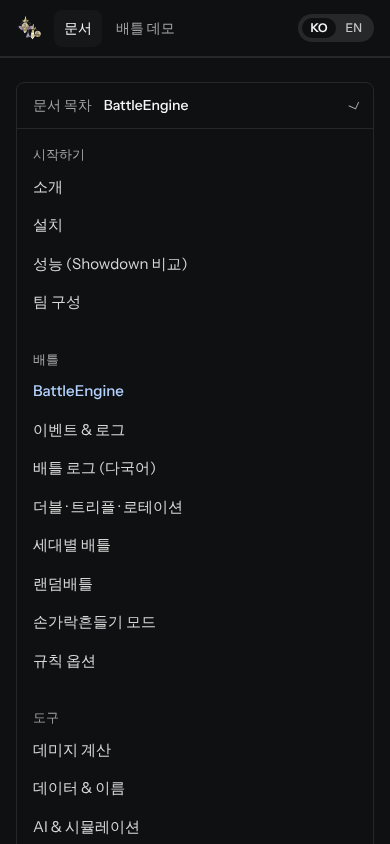 문서 배틀 데모 KO EN
문서 목차 BattleEngine
시작하기
소개
설치
성능 (Showdown 비교)
팀 구성
배틀
BattleEngine
이벤트 & 로그
배틀 로그 (다국어)
더블·트리플·로테이션
세대별 배틀
랜덤배틀
손가락흔들기 모드
규칙 옵션
도구
데미지 계산
데이터 & 이름
AI & 시뮬레이션